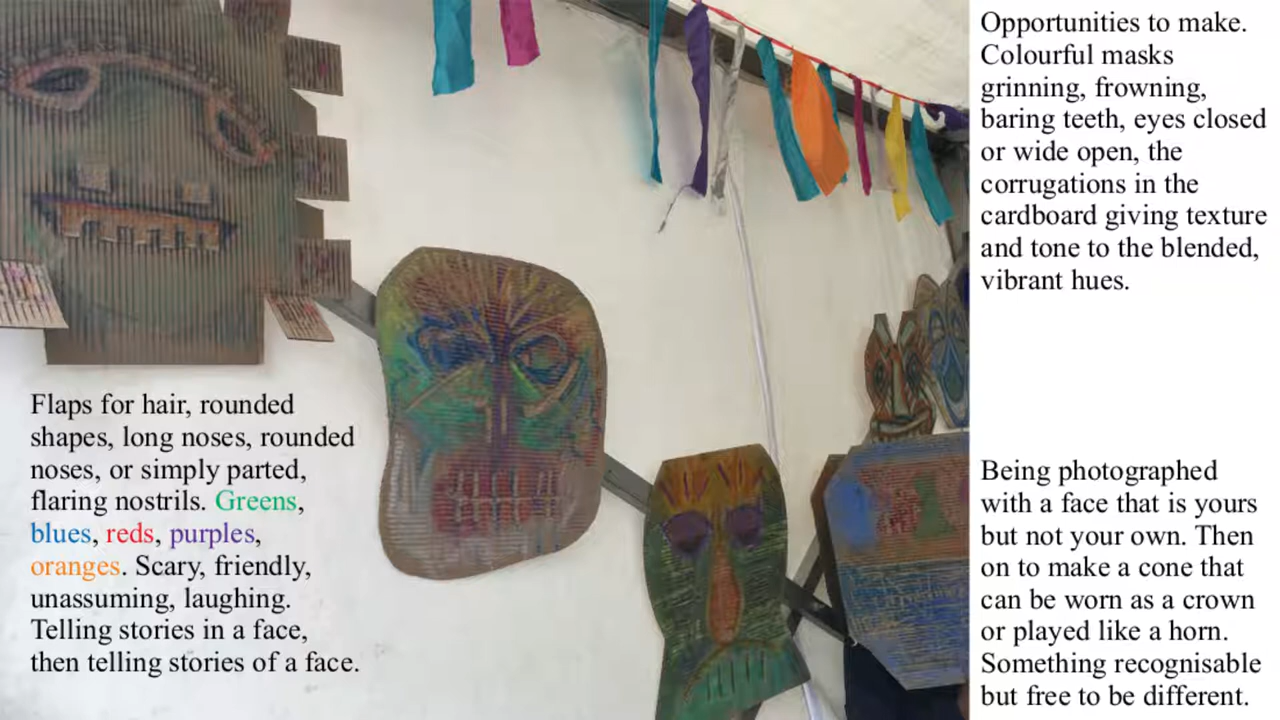 Opportunities to make.
Colourful masks
grinning, frowning,
baring teeth, eyes closed
or wide open, the
corrugations in the
cardboard giving texture
and tone to the blended,
vibrant hues.
Flaps for hair, rounded
shapes, long noses, rounded
noses, or simply parted,
flaring nostrils. Greens,
blues, reds, purples,
oranges. Scary, friendly,
unassuming, laughing.
Telling stories in a face,
then telling stories of a face.
Being photographed
with a face that is yours
but not your own. Then
on to make a cone that
can be worn as a crown
or played like a horn.
Something recognisable
but free to be different.